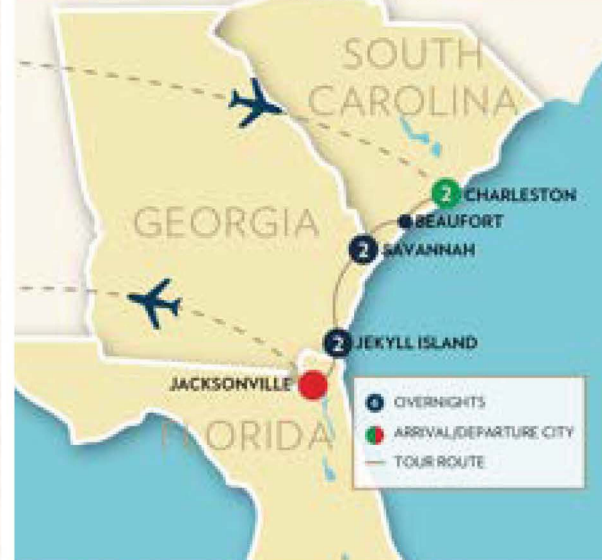 SOUTH
CAROLINA
2 CHARLESTON
BEAUFORT
GEORGIA
2 SAVANNAH
2 JEKYLL ISLAND
JACKSONVILLE
FLORIDA
OVERNIGHTS
ARRIVAL/DEPARTURE CITY
TOUR ROUTE